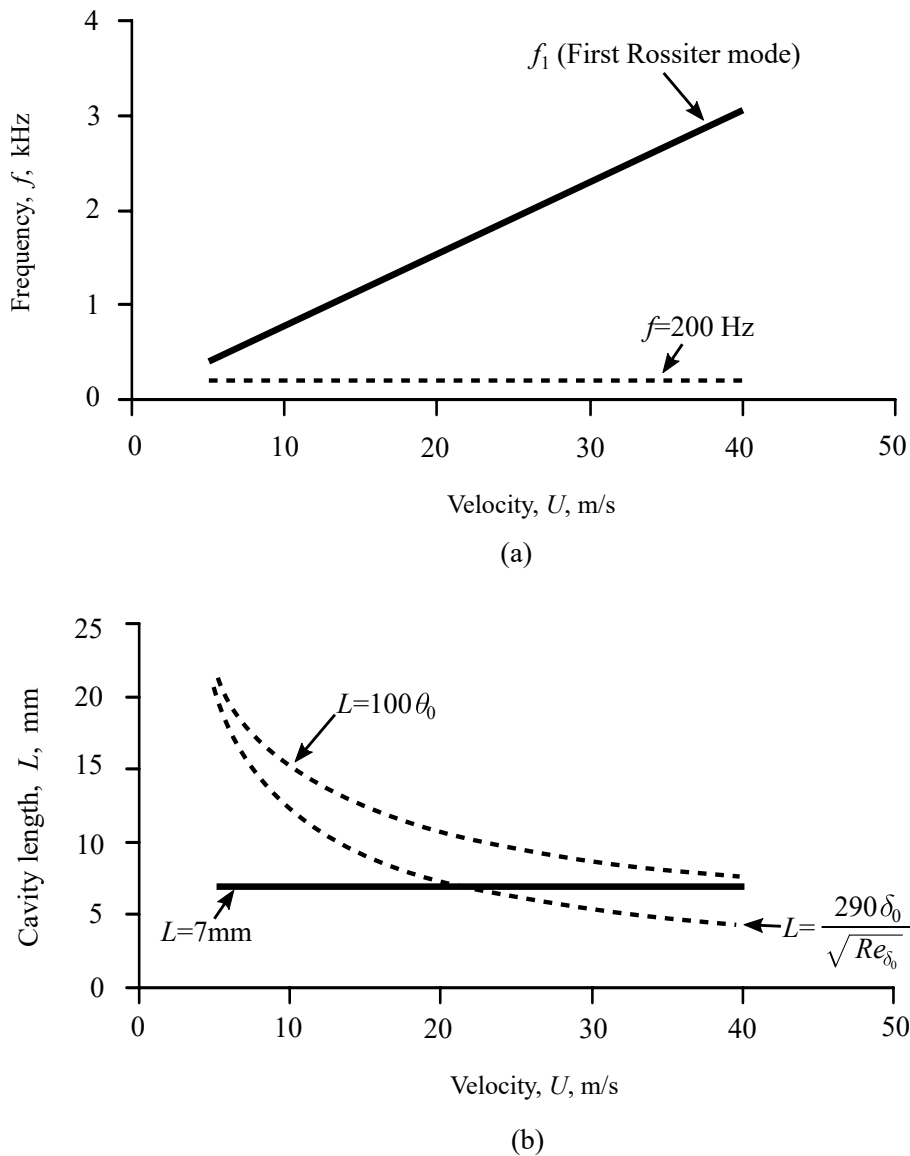 4
f₁ (First Rossiter mode)
3
Frequency, f, kHz
2
1
f=200 Hz
0
0 10 20 30 40 50
Velocity, U, m/s
(a)
25
20
L=100θ₀
15
Cavity length, L, mm
10
5
L=7mm
L= 290δ₀ / √Re_δ₀
0
0 10 20 30 40 50
Velocity, U, m/s
(b)